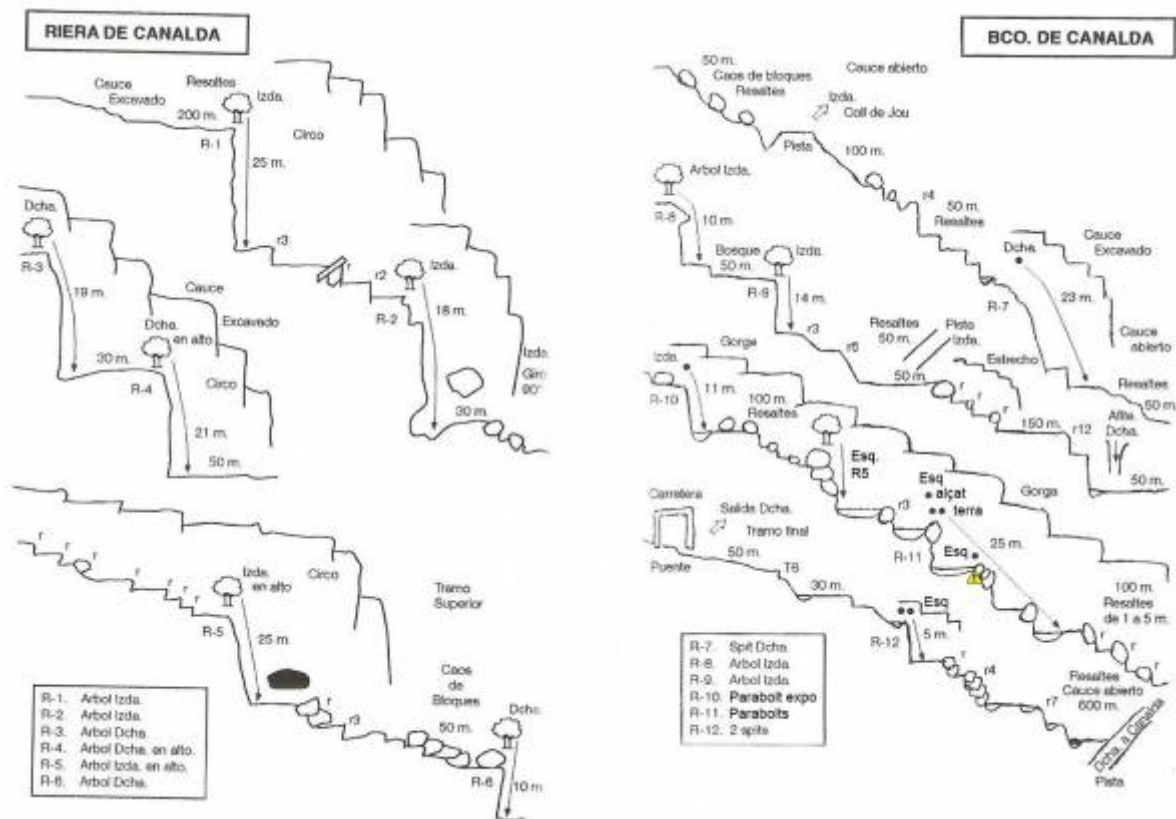 RIERA DE CANALDA
Cauce
Excavado
Resaltes
200 m.
Izda.
R-1
25 m.
Circo
r3
r
r2
R-2
Izda.
18 m.
Izda.
Giro
90°
30 m.
Dcha.
R-3
19 m.
Cauce
Excavado
30 m.
Dcha.
en alto
R-4
Circo
21 m.
50 m.
r
r
r
r
r
r
r
Izda.
en alto
Circo
Tramo
Superior
R-5
25 m.
r
r3
Caos
de
Bloques
50 m.
Dcha.
R-6
10 m
R-1. Arbol Izda.
R-2. Arbol Izda.
R-3. Arbol Dcha.
R-4. Arbol Dcha. en alto.
R-5. Arbol Izda. en alto.
R-6. Arbol Dcha.
BCO. DE CANALDA
50 m.
Caos de bloques
Resaltes
Cauce abierto
Izda.
Coll de Jou
Pista
100 m.
r4
50 m.
Resaltes
Dcha.
Cauce
Excavado
R-7
23 m.
Cauce
abierto
Resaltes
50 m.
Arbol Izda.
R-8
10 m.
Bosque
50 m.
Izda.
R-9
14 m.
r3
r6
Resaltes
50 m.
Pista
Izda.
50 m.
Estrecho
r
r
r
150 m.
r12
Aflte.
Dcha.
50 m.
Izda.
Gorge
R-10
11 m.
100 m.
Resaltes
Esq.
R5
r3
Esq
alçat
terra
Gorga
R-11
25 m.
Esq
100 m.
Resaltes
de 1 a 5 m.
r
r
r
Carretera
Salida Dcha.
Tramo final
Puente
50 m.
T6
30 m.
Esq
R-12
5 m.
r
r4
r7
Resaltes
Cauce abierto
600 m.
Dcha. a Canalda
Pista
R-7. Spit Dcha.
R-8. Arbol Izda.
R-9. Arbol Izda.
R-10. Parabolt expo
R-11. Parabolts
R-12. 2 spits